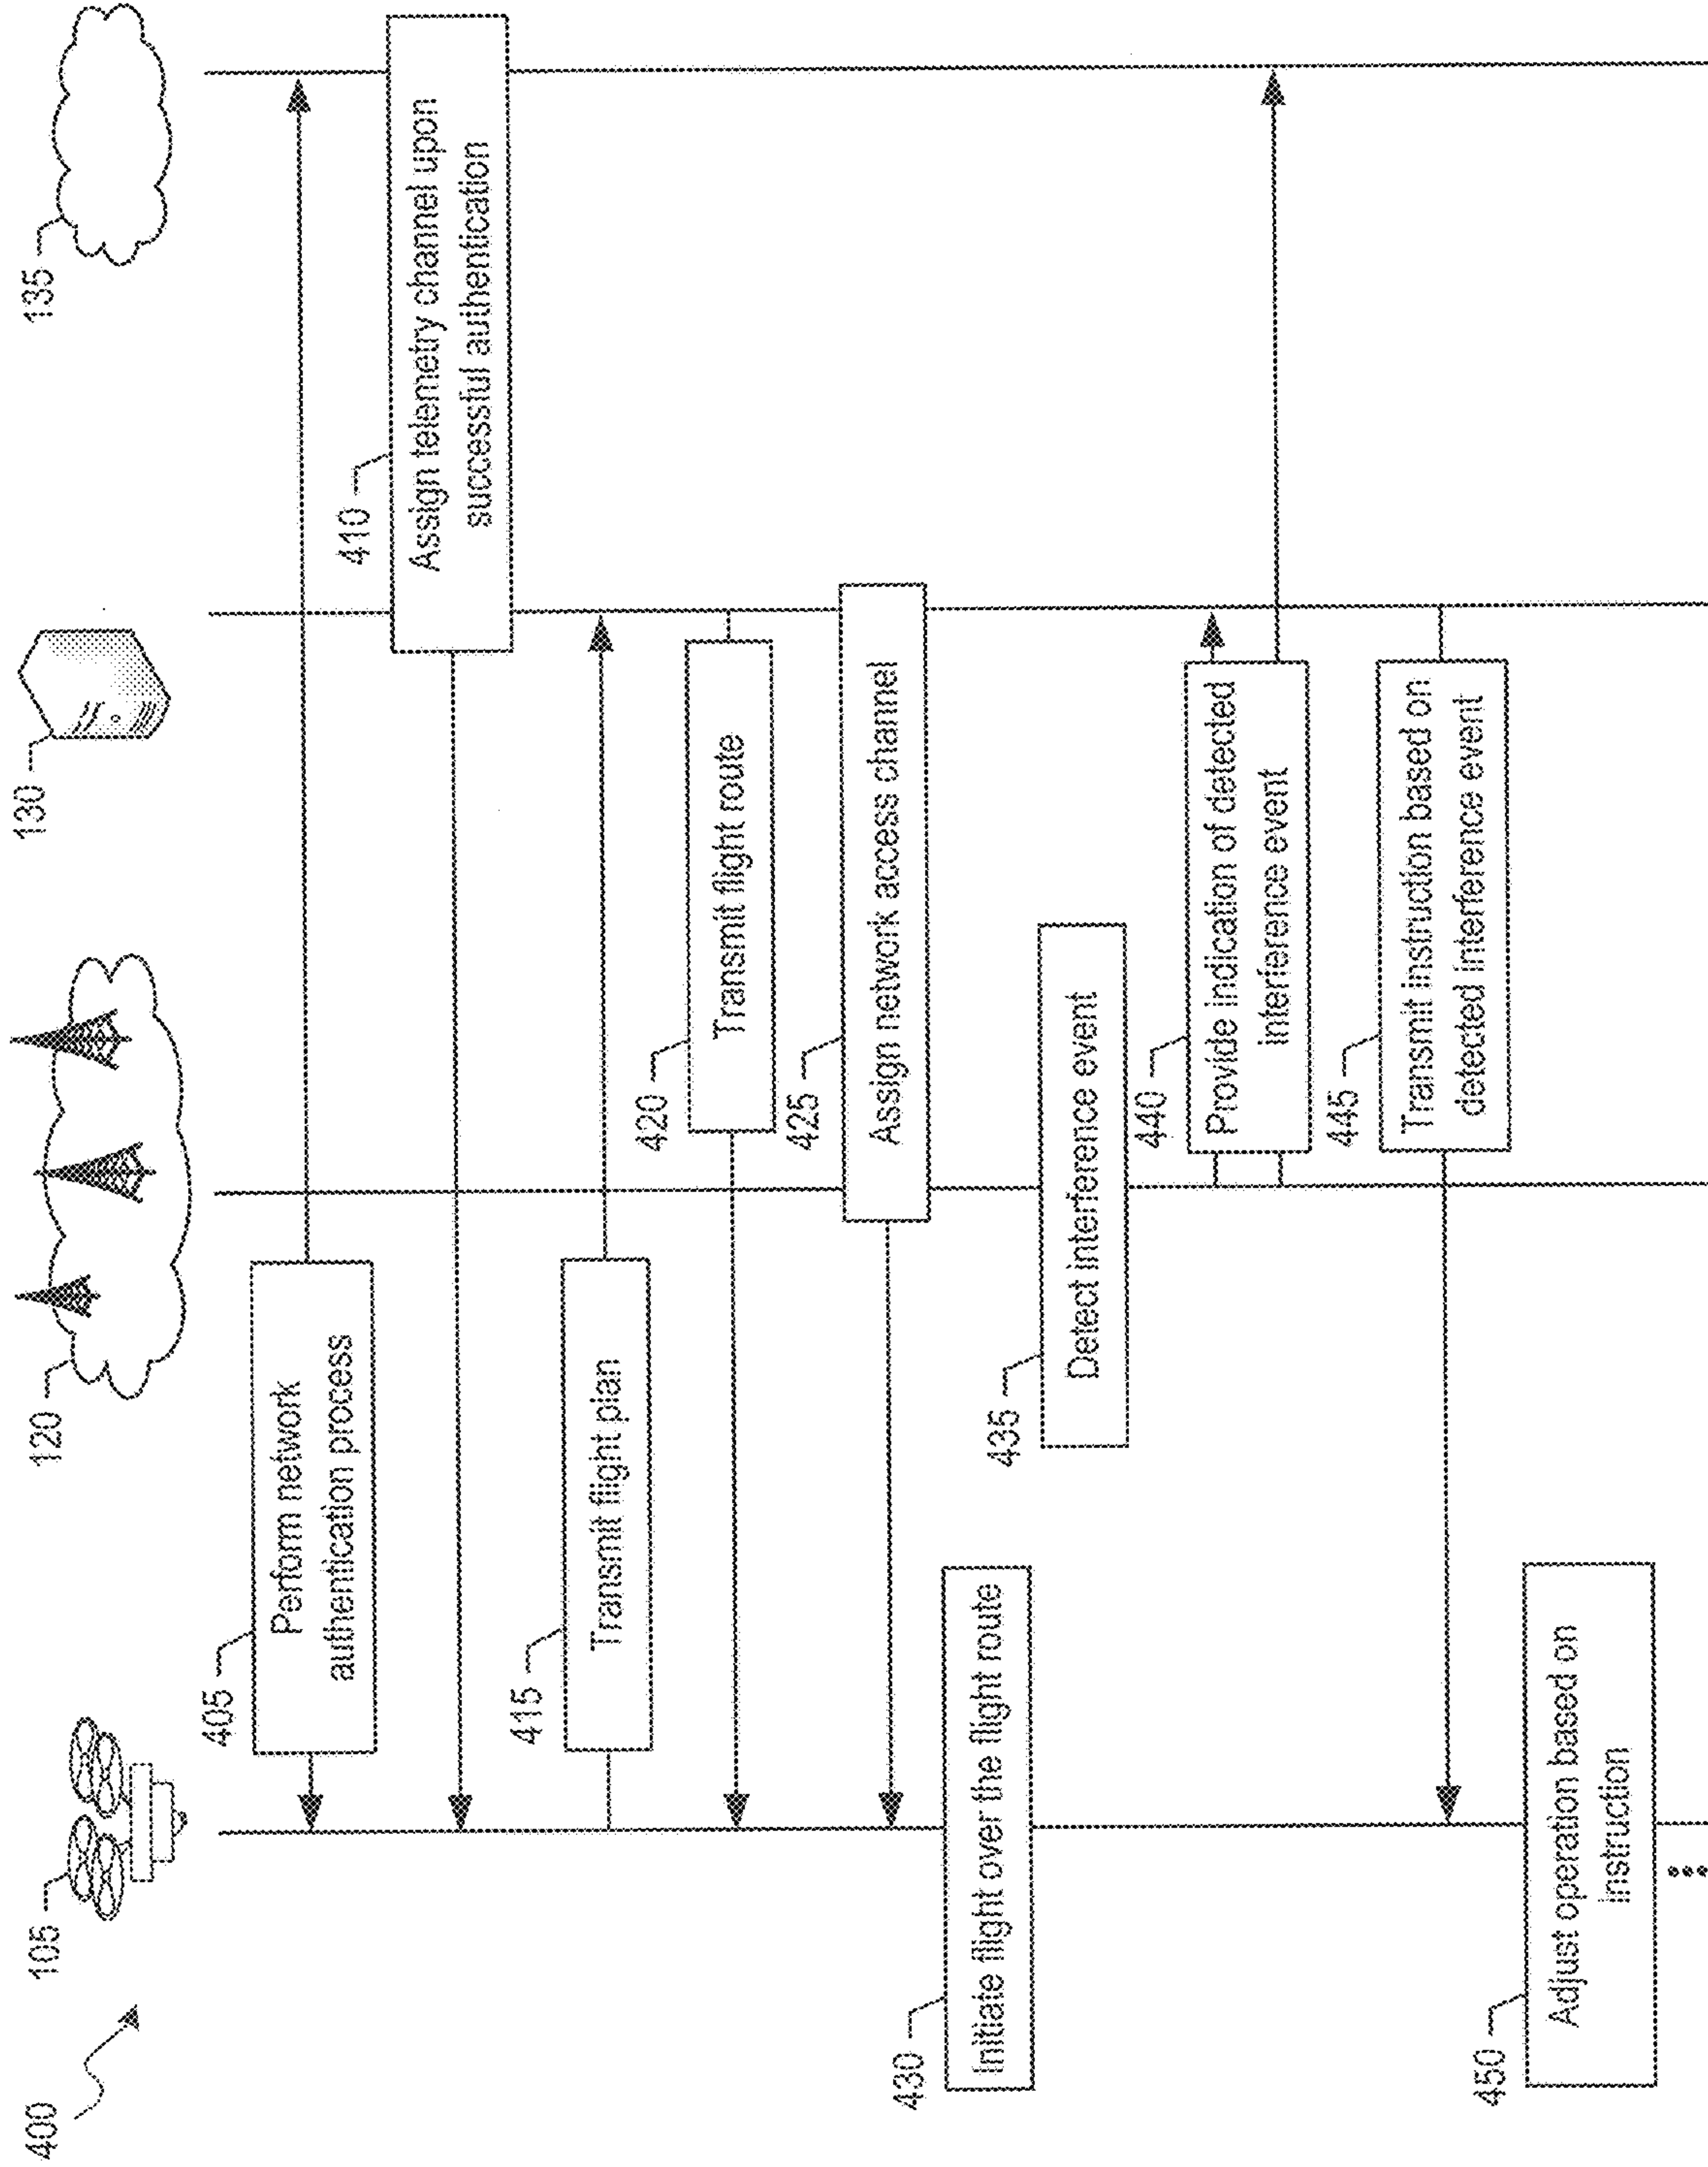 400
105
120
130
135
405
Perform network
authentication process
410
Assign telemetry channel upon
successful authentication
415
Transmit flight plan
420
Transmit flight route
425
Assign network access channel
430
Initiate flight over the flight route
435
Detect interference event
440
Provide indication of detected
interference event
445
Transmit instruction based on
detected interference event
450
Adjust operation based on
instruction